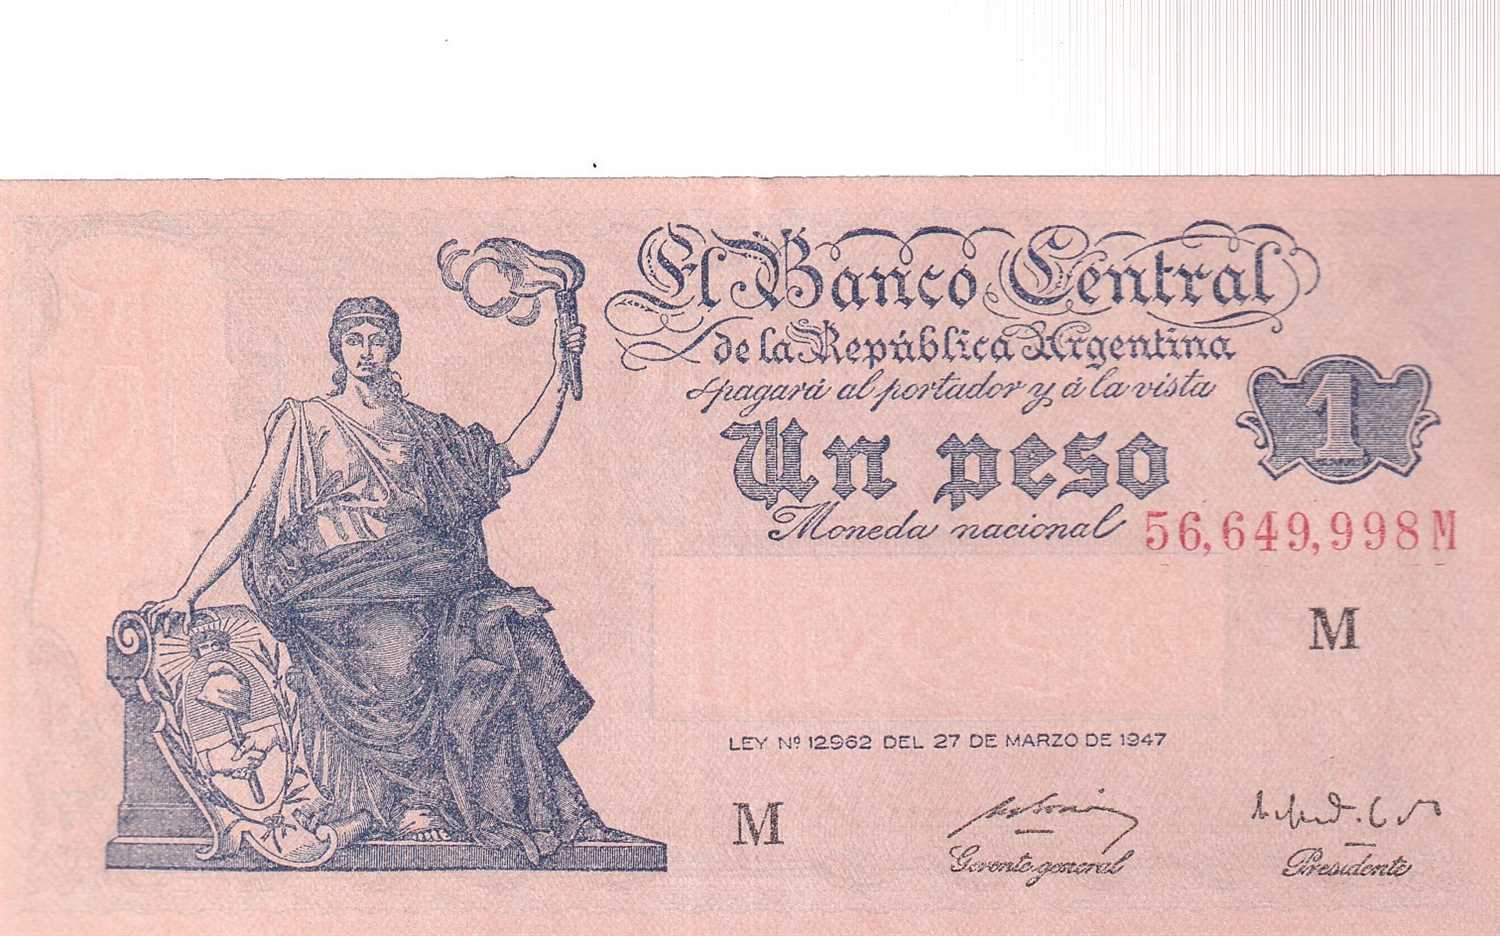 El Banco Central
de la República Argentina
pagará al portador y á la vista
1
Un peso
Moneda nacional
56,649,998M
M
LEY Nº 12962 DEL 27 DE MARZO DE 1947
M
Gerente general
Presidente